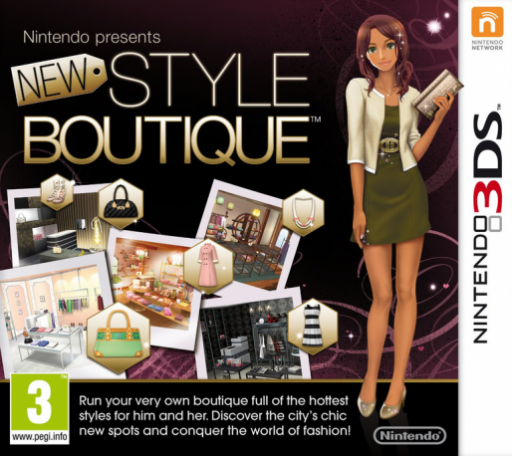 Nintendo presents
NEW STYLE
BOUTIQUE™
NINTENDO
NETWORK
NINTENDO 3DS™
3
www.pegi.info
Run your very own boutique full of the hottest
styles for him and her. Discover the city's chic
new spots and conquer the world of fashion!
Nintendo